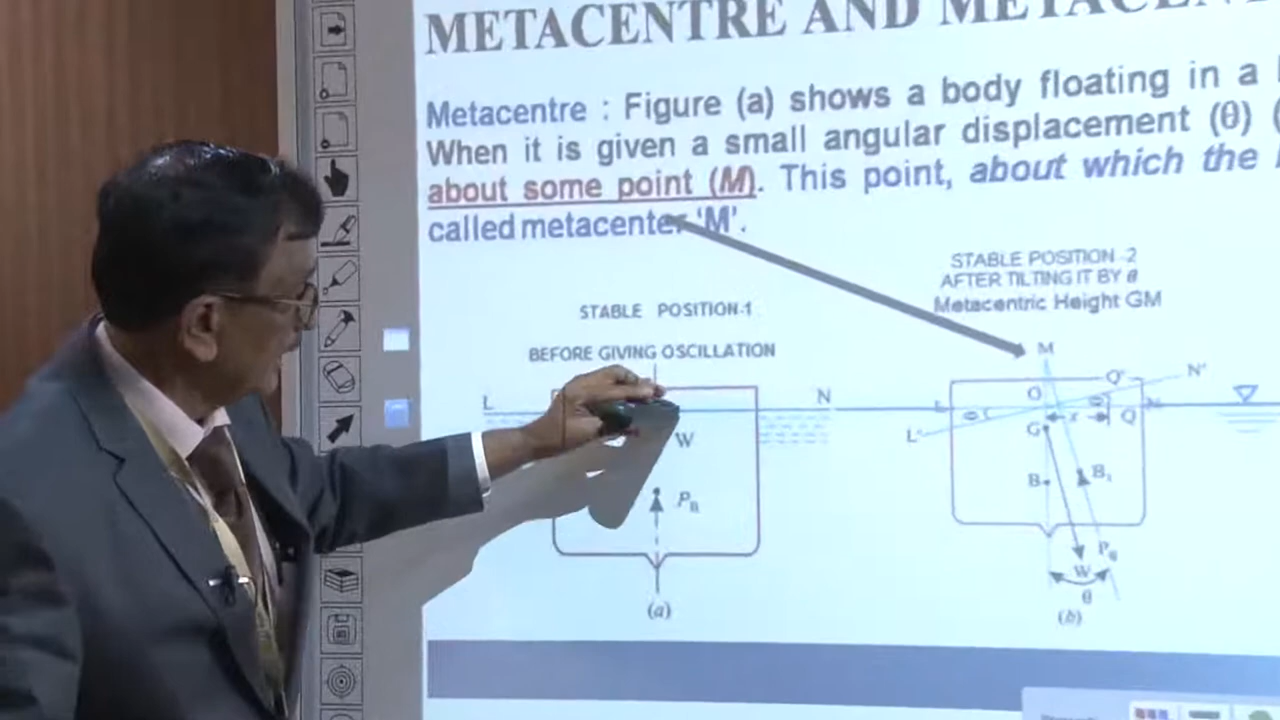 METACENTRE AND METACEN
Metacentre : Figure (a) shows a body floating in a
When it is given a small angular displacement (θ) (
about some point (M). This point, about which the
called metacenter 'M'.
STABLE POSITION-1
BEFORE GIVING OSCILLATION
L
N
W
P_B
(a)
STABLE POSITION-2
AFTER TILTING IT BY θ
Metacentric Height GM
M
Q'
N'
O
L
θ
θ
N
L'
G
x
Q
B
B₁
P_B
W
θ
(b)